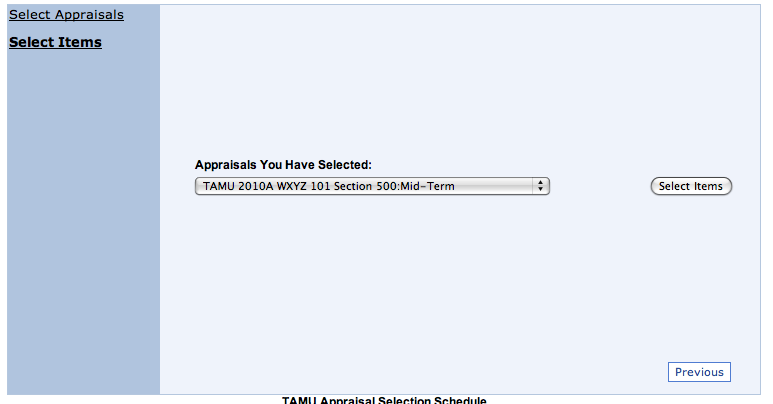 Select Appraisals
Select Items
Appraisals You Have Selected:
TAMU 2010A WXYZ 101 Section 500:Mid-Term
Select Items
Previous
TAMU Appraisal Selection Schedule